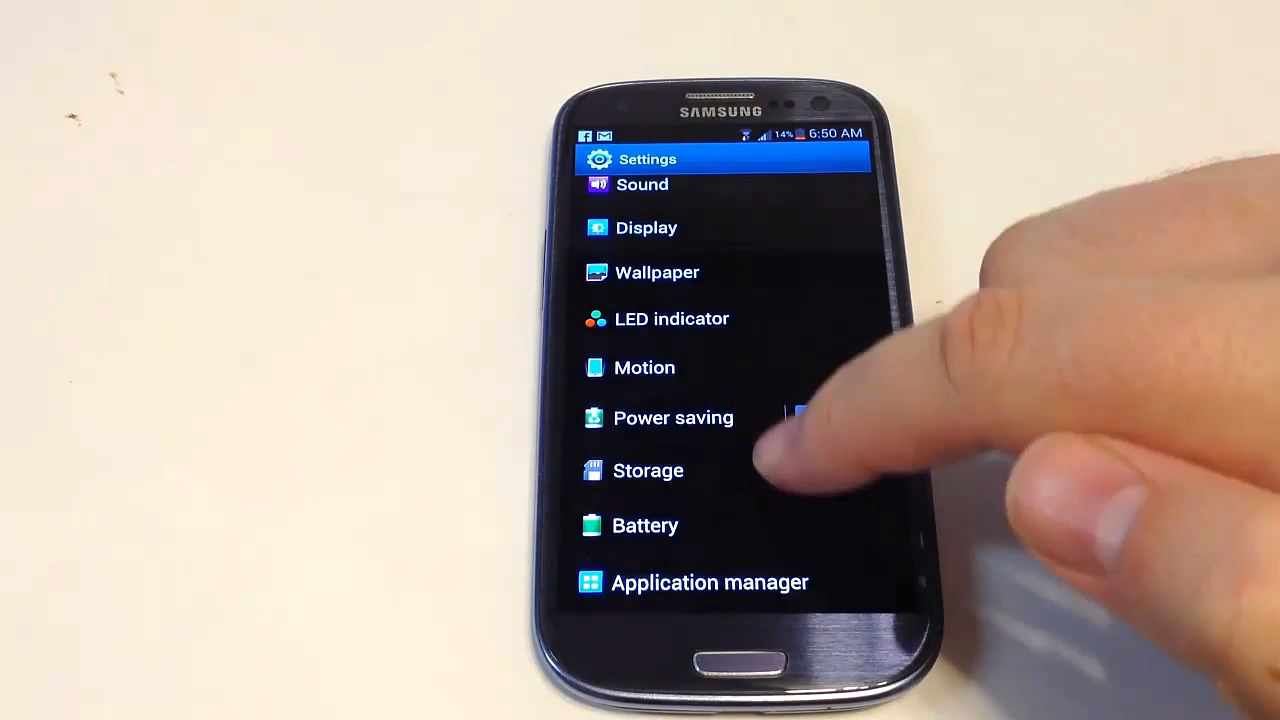 SAMSUNG
14% 6:50 AM
Settings
Sound
Display
Wallpaper
LED indicator
Motion
Power saving
Storage
Battery
Application manager